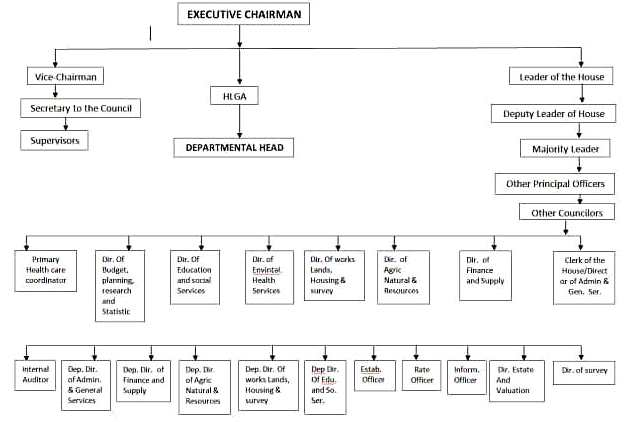 EXECUTIVE CHAIRMAN
Vice-Chairman
Leader of the House
HLGA
Secretary to the Council
Deputy Leader of House
Supervisors
DEPARTMENTAL HEAD
Majority Leader
Other Principal Officers
Other Councilors
Primary
Health care
coordinator
Dir. Of
Budget,
planning,
research
and
Statistic
Dir. Of
Education
and social
Services
Dir. of
Envintal.
Health
Services
Dir. Of works
Lands,
Housing &
survey
Dir. of
Agric
Natural &
Resources
Dir. of
Finance
and Supply
Clerk of the
House/Direct
or of Admin &
Gen. Ser.
Internal
Auditor
Dep. Dir.
of Admin.
& General
Services
Dep. Dir. of
Finance and
Supply
Dep. Dir.
of Agric
Natural &
Resources
Dep. Dir. Of
works Lands,
Housing &
survey
Dep Dir.
Of Edu.
and So.
Ser.
Estab.
Officer
Rate
Officer
Inform.
Officer
Dir. Estate
And
Valuation
Dir. of survey